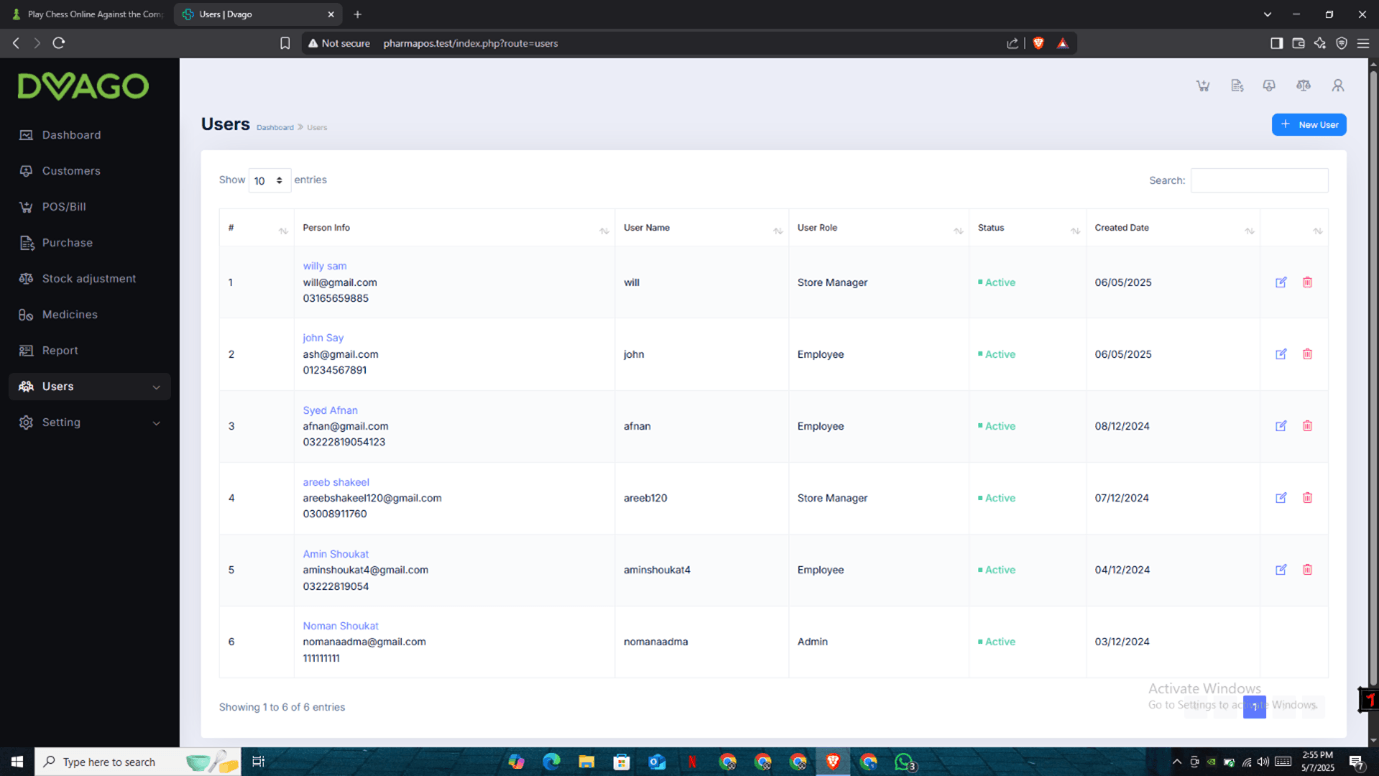 Play Chess Online Against the Com
Users | Dvago
Not secure
pharmapos.test/index.php?route=users
DVAGO
Dashboard
Customers
POS/Bill
Purchase
Stock adjustment
Medicines
Report
Users
Setting
Users Dashboard » Users
+ New User
Show 10 entries
Search:
# Person Info User Name User Role Status Created Date
willy sam
1 will@gmail.com will Store Manager Active 06/05/2025
03165659885
john Say
2 ash@gmail.com john Employee Active 06/05/2025
01234567891
Syed Afnan
3 afnan@gmail.com afnan Employee Active 08/12/2024
03222819054123
areeb shakeel
4 areebshakeel120@gmail.com areeb120 Store Manager Active 07/12/2024
03008911760
Amin Shoukat
5 aminshoukat4@gmail.com aminshoukat4 Employee Active 04/12/2024
03222819054
Noman Shoukat
6 nomanaadma@gmail.com nomanaadma Admin Active 03/12/2024
111111111
Showing 1 to 6 of 6 entries
1
Activate Windows
Go to Settings to activate Windows.
Type here to search
3
2:55 PM
5/7/2025
7